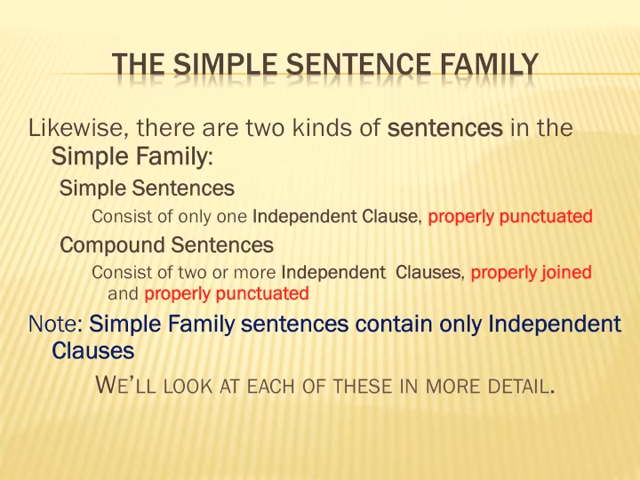 THE SIMPLE SENTENCE FAMILY
Likewise, there are two kinds of sentences in the
Simple Family:
Simple Sentences
Consist of only one Independent Clause, properly punctuated
Compound Sentences
Consist of two or more Independent Clauses, properly joined
and properly punctuated
Note: Simple Family sentences contain only Independent
Clauses
WE'LL LOOK AT EACH OF THESE IN MORE DETAIL.